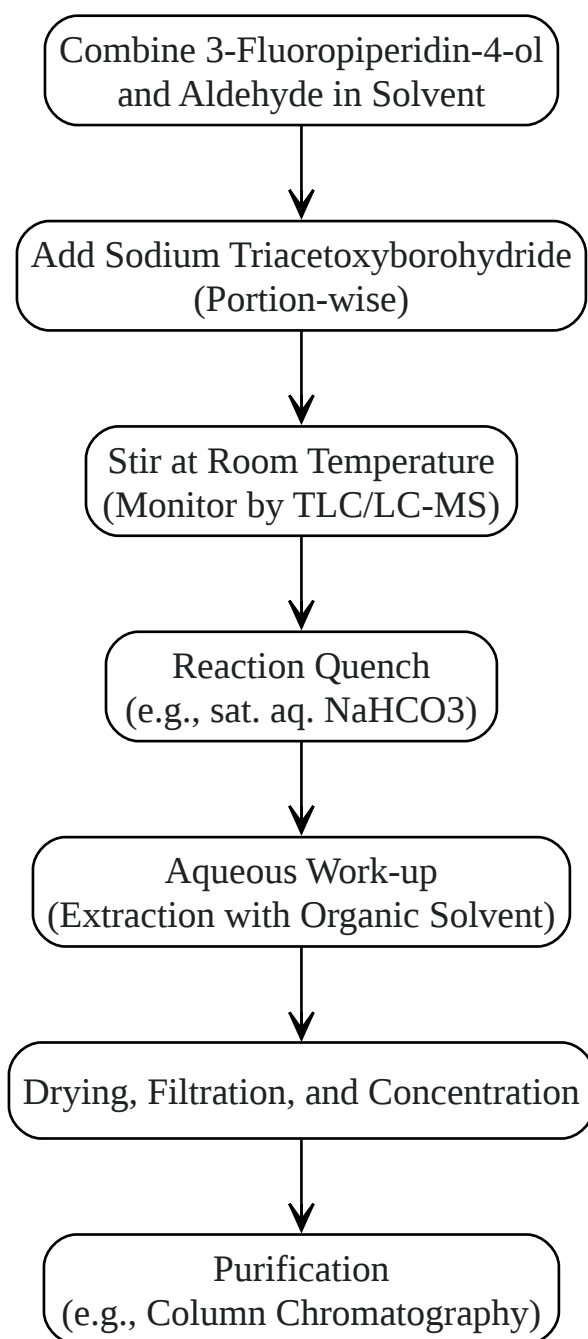 Combine 3-Fluoropiperidin-4-ol
and Aldehyde in Solvent
Add Sodium Triacetoxyborohydride
(Portion-wise)
Stir at Room Temperature
(Monitor by TLC/LC-MS)
Reaction Quench
(e.g., sat. aq. NaHCO3)
Aqueous Work-up
(Extraction with Organic Solvent)
Drying, Filtration, and Concentration
Purification
(e.g., Column Chromatography)